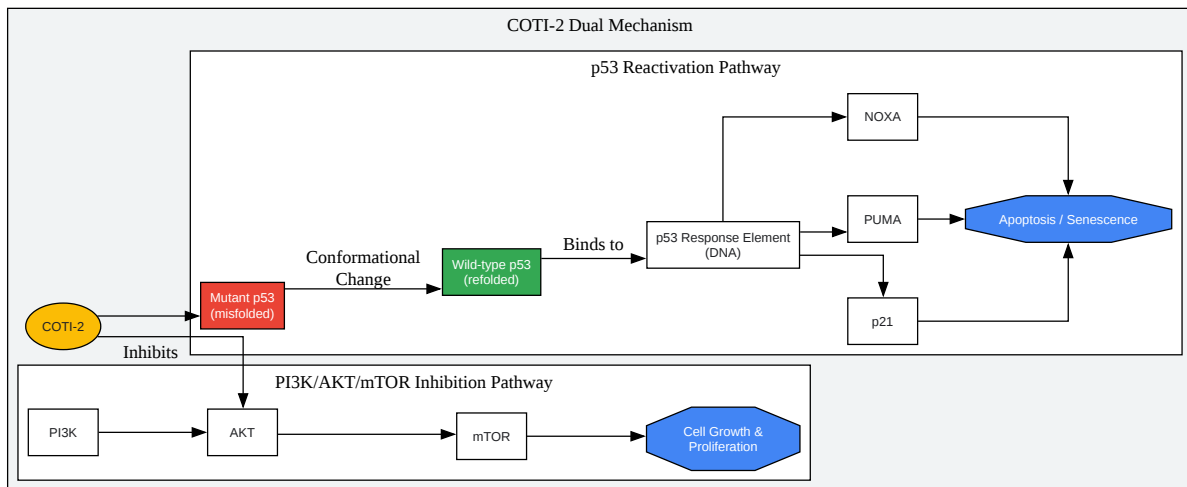 COTI-2 Dual Mechanism
p53 Reactivation Pathway
NOXA
PUMA
Apoptosis / Senescence
p53 Response Element
(DNA)
Binds to
Wild-type p53
(refolded)
Conformational
Change
Mutant p53
(misfolded)
p21
COTI-2
Inhibits
PI3K/AKT/mTOR Inhibition Pathway
PI3K
AKT
mTOR
Cell Growth &
Proliferation